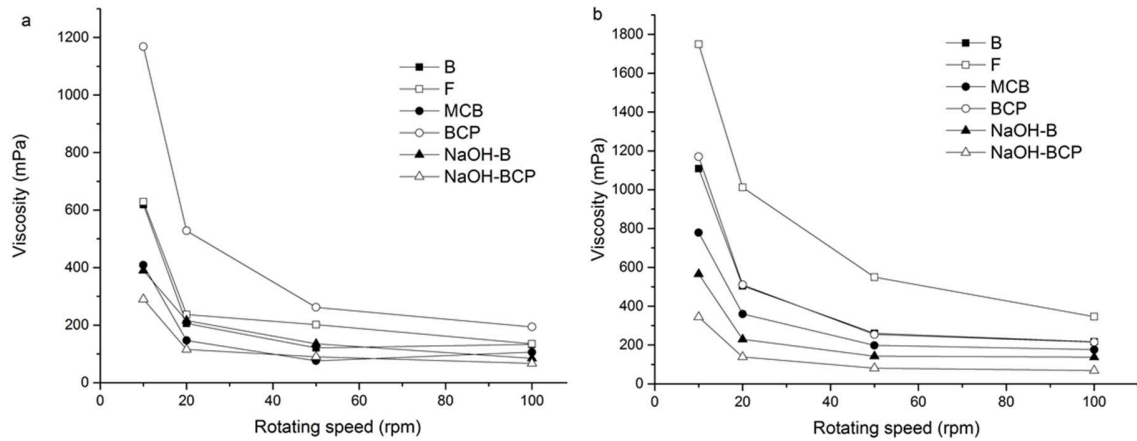 a
Viscosity (mPa)
1200
1000
800
600
400
200
0
B
F
MCB
BCP
NaOH-B
NaOH-BCP
0 20 40 60 80 100
Rotating speed (rpm)
b
Viscosity (mPa)
1800
1600
1400
1200
1000
800
600
400
200
0
B
F
MCB
BCP
NaOH-B
NaOH-BCP
0 20 40 60 80 100
Rotating speed (rpm)